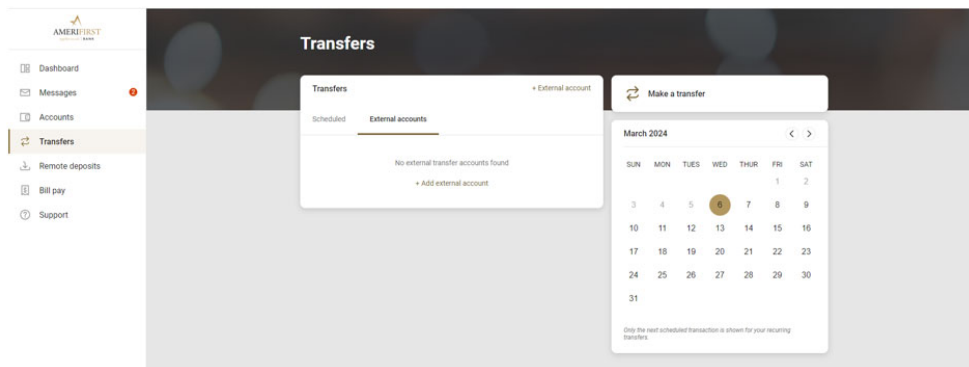 AMERIFIRST
BANK
Dashboard
Messages
2
Accounts
Transfers
Remote deposits
Bill pay
Support
Transfers
Transfers
+ External account
Scheduled
External accounts
No external transfer accounts found
+ Add external account
Make a transfer
March 2024
SUN MON TUES WED THUR FRI SAT
1 2
3 4 5 6 7 8 9
10 11 12 13 14 15 16
17 18 19 20 21 22 23
24 25 26 27 28 29 30
31
Only the next scheduled transaction is shown for your recurring
transfers.